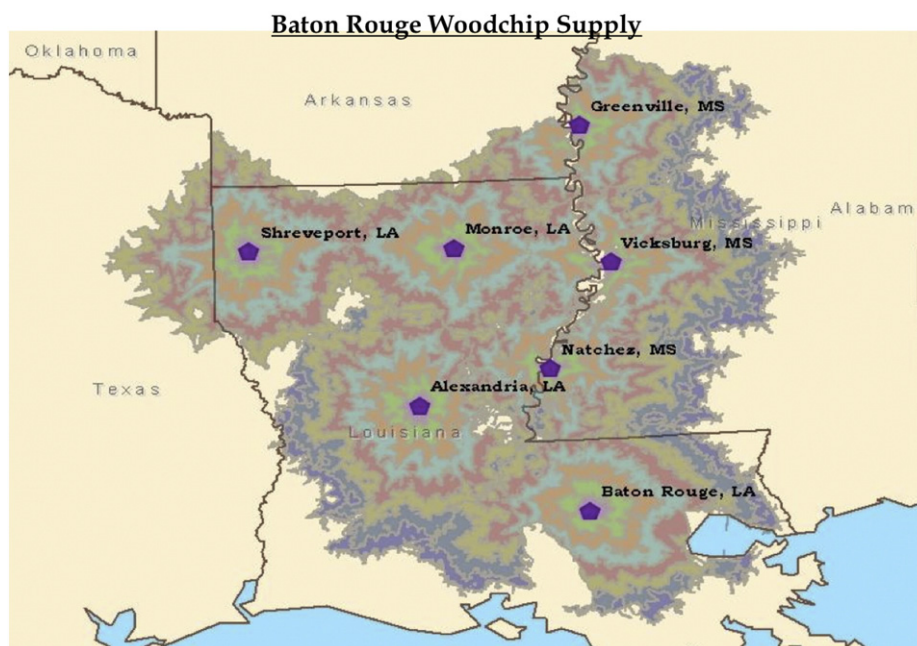 Baton Rouge Woodchip Supply
Oklahoma
Arkansas
Greenville, MS
Mississippi
Alabam
Shreveport, LA
Monroe, LA
Vicksburg, MS
Natchez, MS
Texas
Alexandria, LA
Louisiana
Baton Rouge, LA